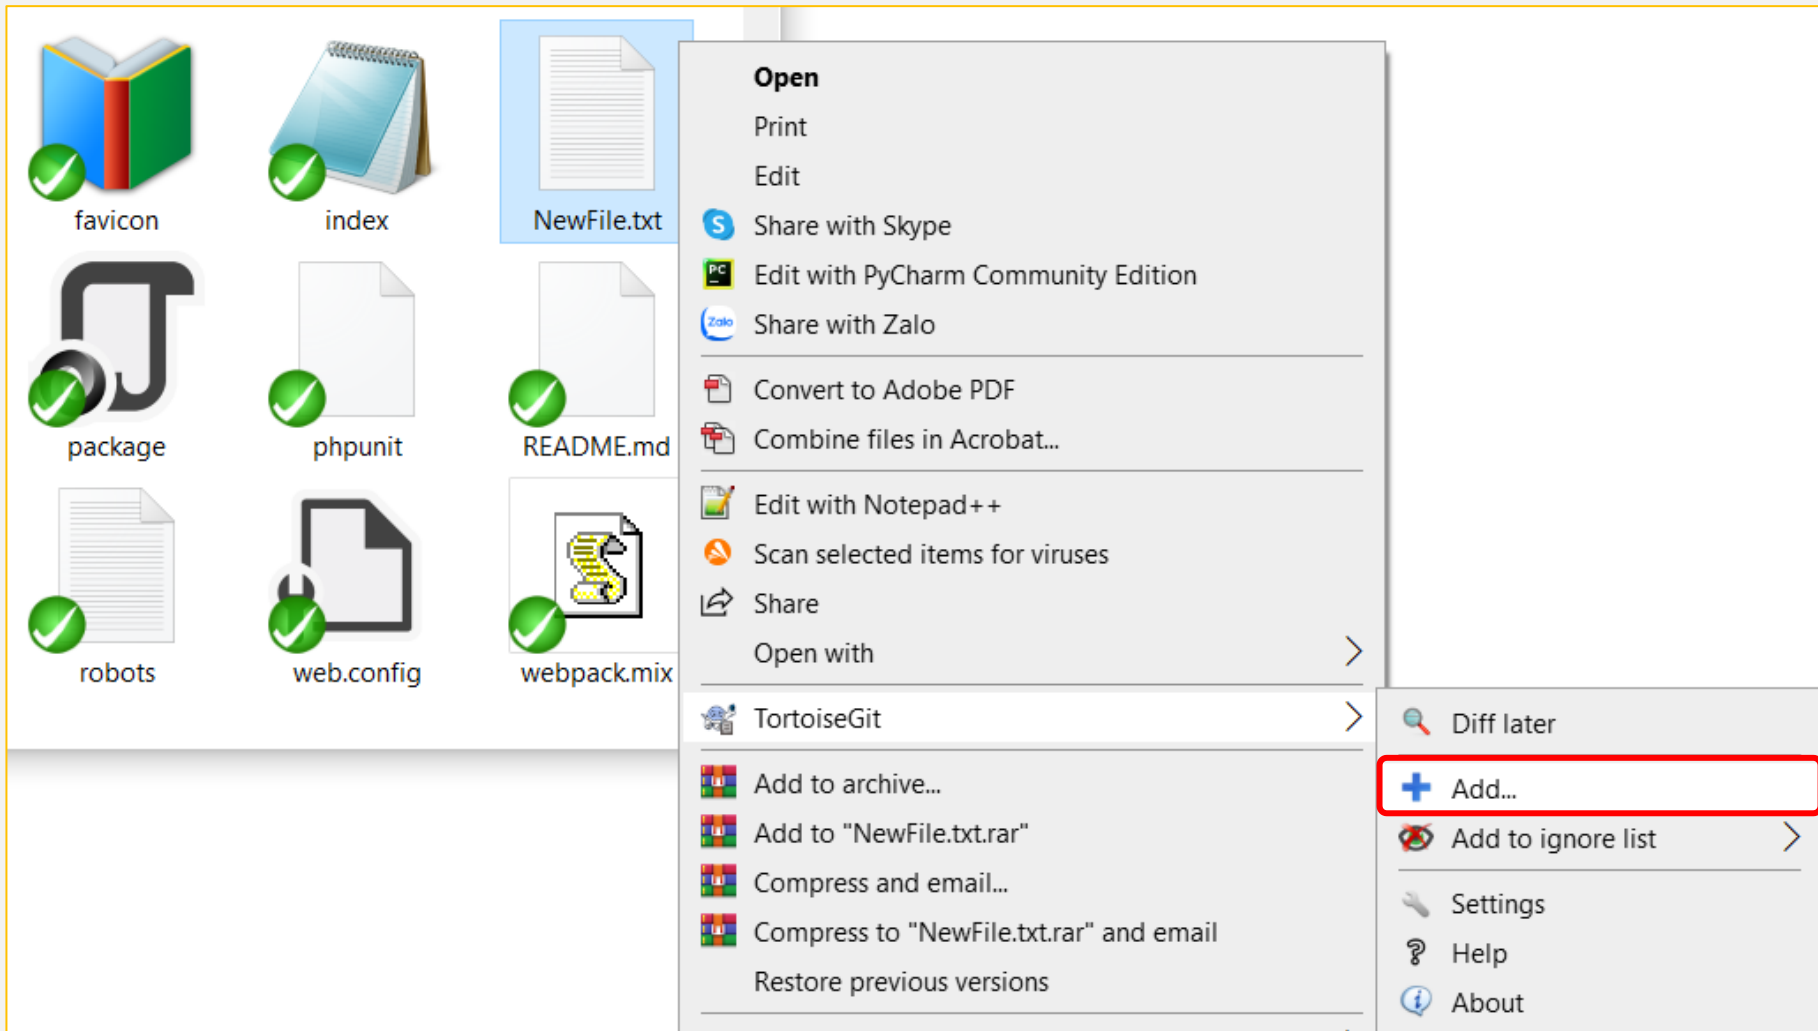 favicon
index
NewFile.txt
package
phpunit
README.md
robots
web.config
webpack.mix
Open
Print
Edit
S
Share with Skype
PC
Edit with PyCharm Community Edition
Zalo
Share with Zalo
Convert to Adobe PDF
Combine files in Acrobat...
Edit with Notepad++
Scan selected items for viruses
Share
Open with
TortoiseGit
Add to archive...
Add to "NewFile.txt.rar"
Compress and email...
Compress to "NewFile.txt.rar" and email
Restore previous versions
Diff later
Add...
Add to ignore list
Settings
Help
About